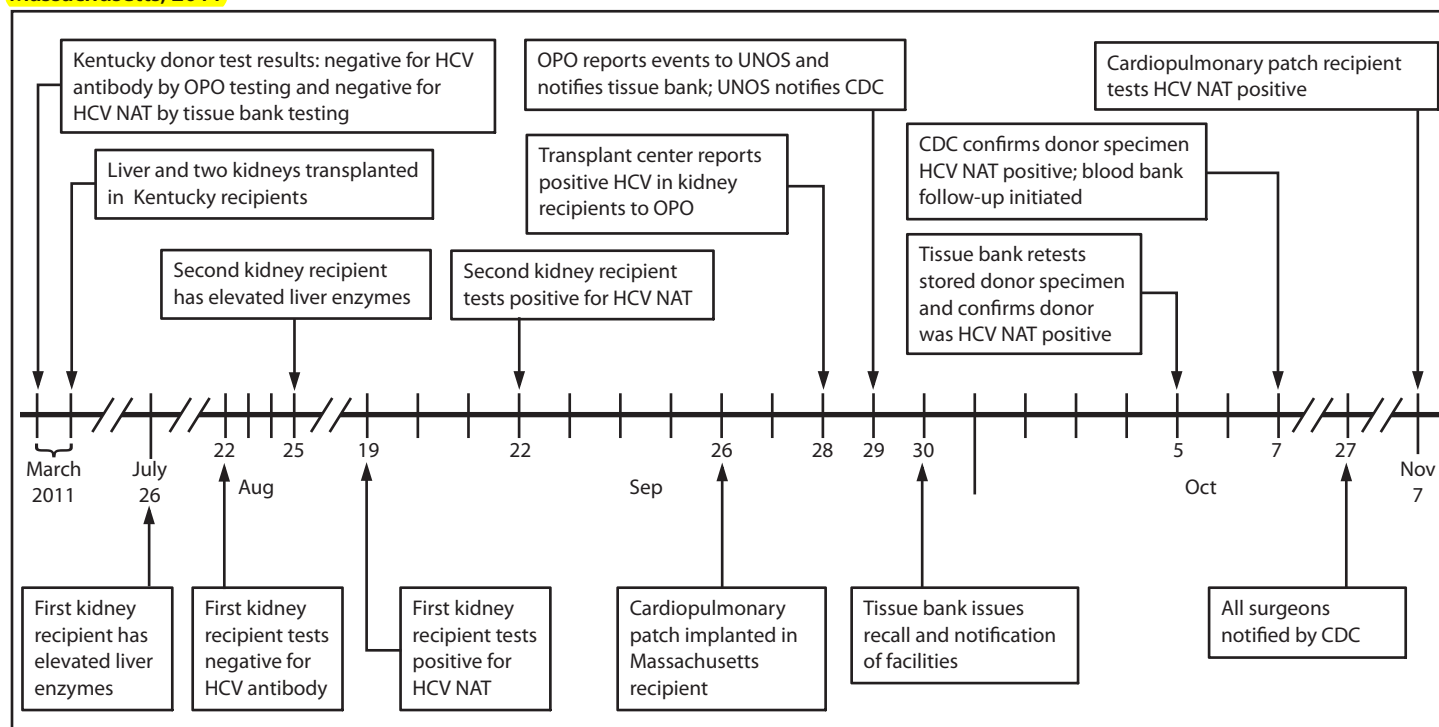 Massachusetts, 2011
Kentucky donor test results: negative for HCV
antibody by OPO testing and negative for
HCV NAT by tissue bank testing
OPO reports events to UNOS and
notifies tissue bank; UNOS notifies CDC
Cardiopulmonary patch recipient
tests HCV NAT positive
Liver and two kidneys transplanted
in Kentucky recipients
Transplant center reports
positive HCV in kidney
recipients to OPO
CDC confirms donor specimen
HCV NAT positive; blood bank
follow-up initiated
Second kidney recipient
has elevated liver enzymes
Second kidney recipient
tests positive for HCV NAT
Tissue bank retests
stored donor specimen
and confirms donor
was HCV NAT positive
March
2011
July
26
22
25
Aug
19
22
26
28
29
30
Sep
5
7
27
Oct
Nov
7
First kidney
recipient has
elevated liver
enzymes
First kidney
recipient tests
negative for
HCV antibody
First kidney
recipient tests
positive for
HCV NAT
Cardiopulmonary
patch implanted in
Massachusetts
recipient
Tissue bank issues
recall and notification
of facilities
All surgeons
notified by CDC